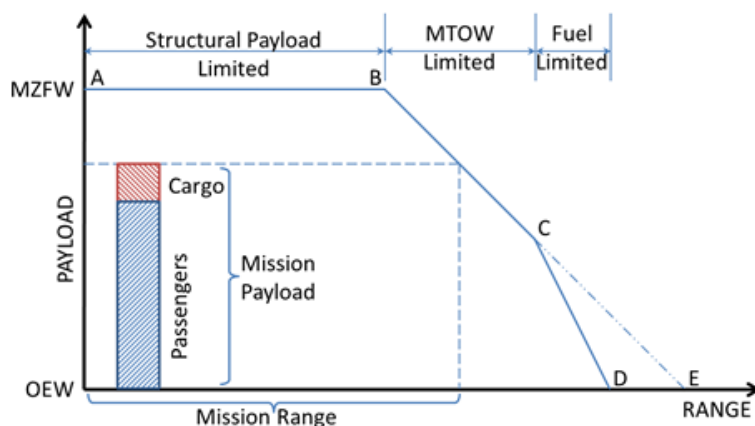 Structural Payload
Limited
MTOW
Limited
Fuel
Limited
MZFW
A
B
Cargo
PAYLOAD
Passengers
Mission
Payload
C
OEW
D
E
RANGE
Mission Range